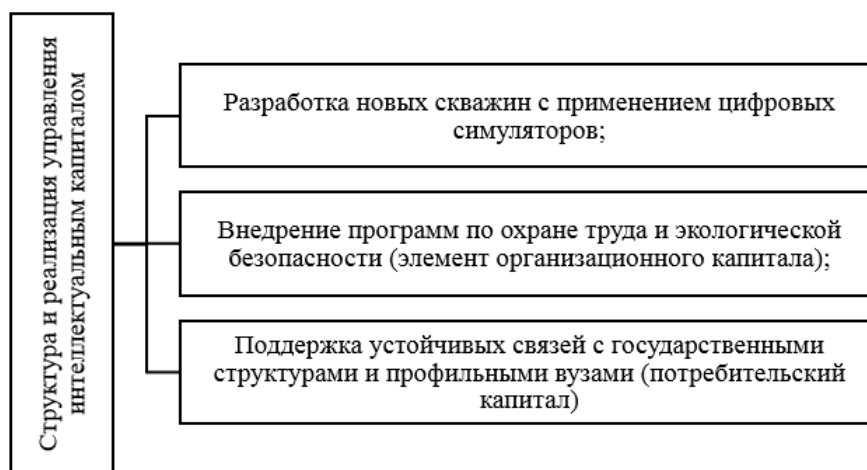 Структура и реализация управления
интеллектуальным капиталом
Разработка новых скважин с применением цифровых
симуляторов;
Внедрение программ по охране труда и экологической
безопасности (элемент организационного капитала);
Поддержка устойчивых связей с государственными
структурами и профильными вузами (потребительский
капитал)